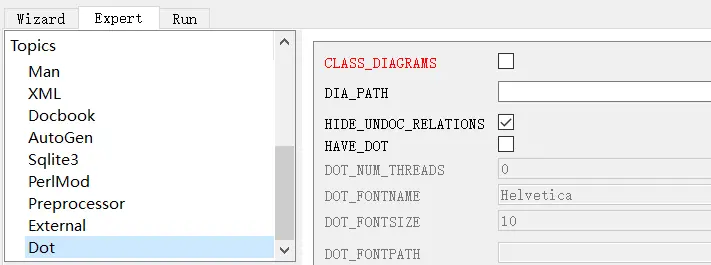 Wizard Expert Run
Topics
Man
XML
Docbook
AutoGen
Sqlite3
PerlMod
Preprocessor
External
Dot
CLASS_DIAGRAMS
DIA_PATH
HIDE_UNDOC_RELATIONS
HAVE_DOT
DOT_NUM_THREADS 0
DOT_FONTNAME Helvetica
DOT_FONTSIZE 10
DOT_FONTPATH